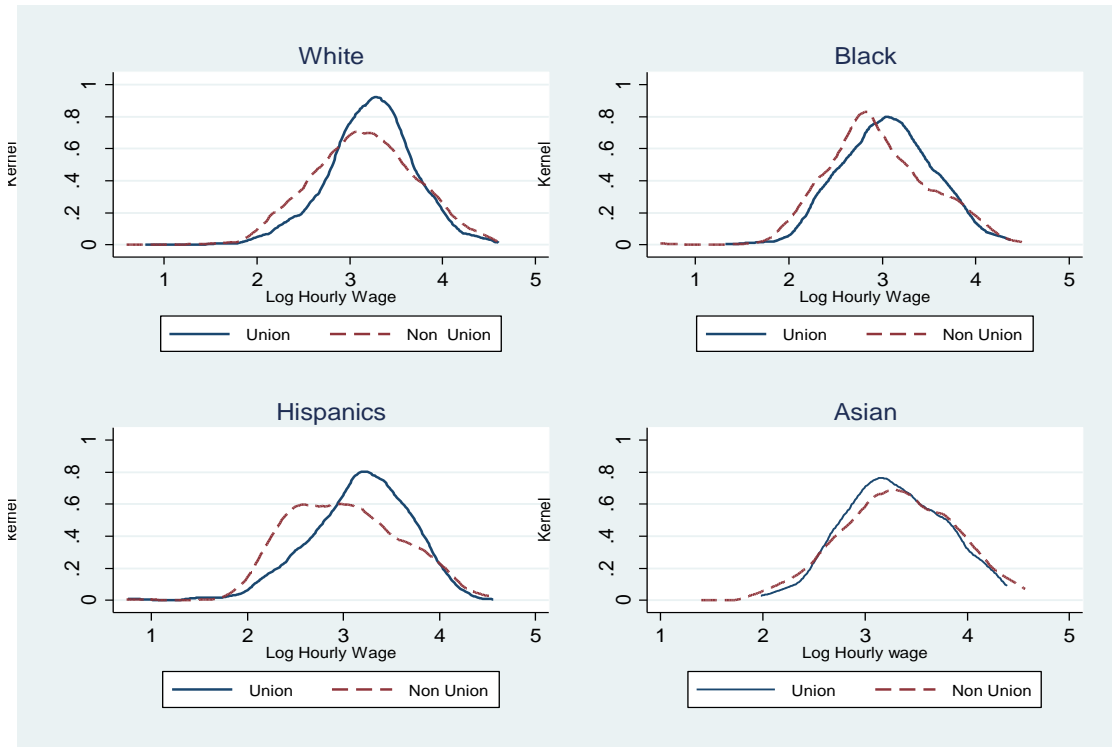 White
Kernel
0 .2 .4 .6 .8 1
1 2 3 4 5
Log Hourly Wage
Union Non Union
Black
Kernel
0 .2 .4 .6 .8 1
1 2 3 4 5
Log Hourly Wage
Union Non Union
Hispanics
kernel
0 .2 .4 .6 .8 1
1 2 3 4 5
Log Hourly Wage
Union Non Union
Asian
Kernel
0 .2 .4 .6 .8 1
1 2 3 4 5
Log Hourly wage
Union Non Union